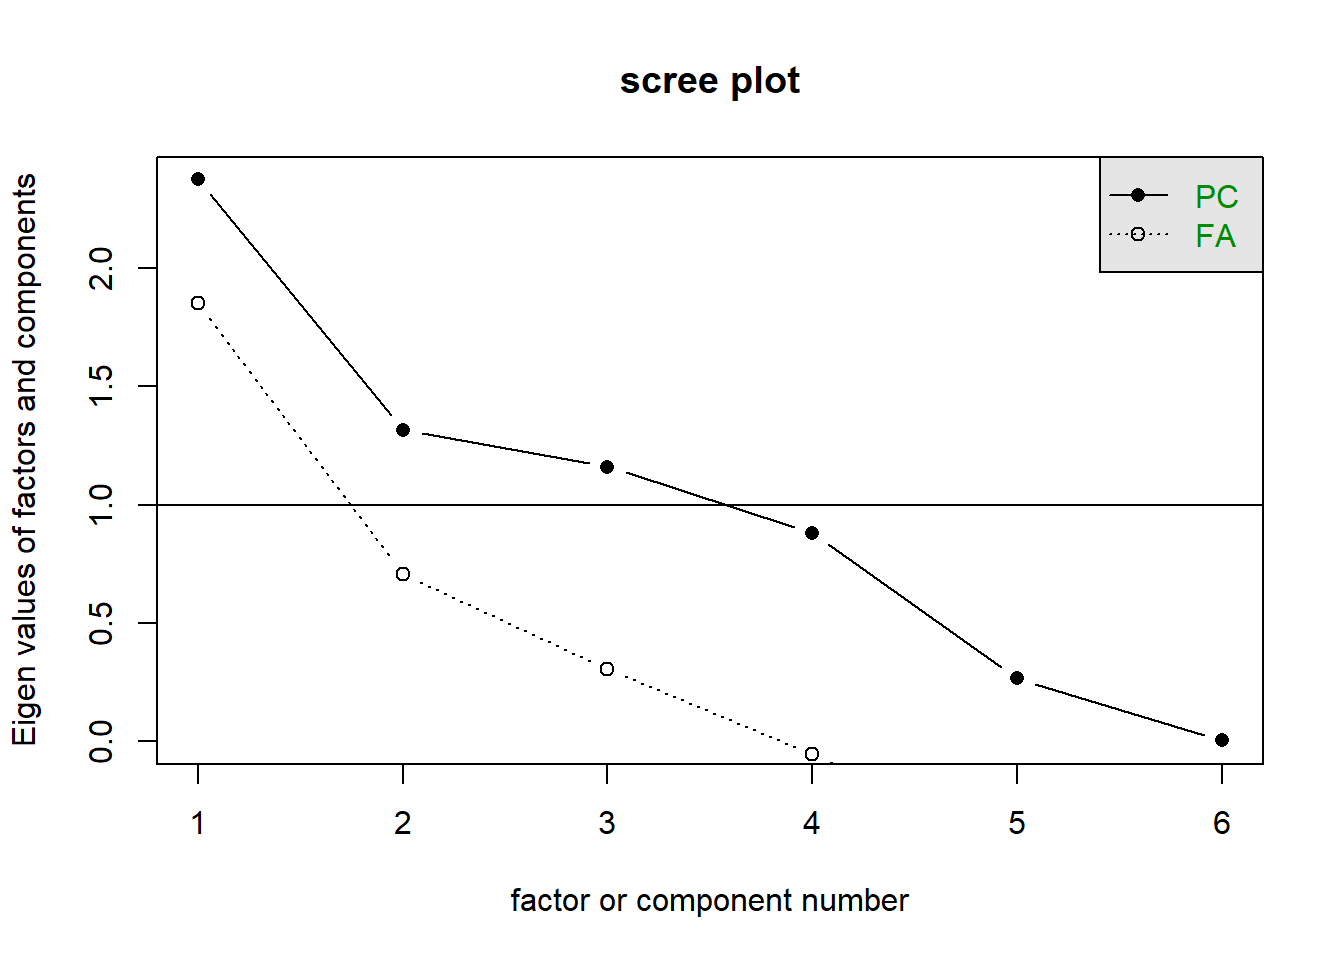 scree plot
Eigen values of factors and components
2.0
1.5
1.0
0.5
0.0
PC
FA
1 2 3 4 5 6
factor or component number